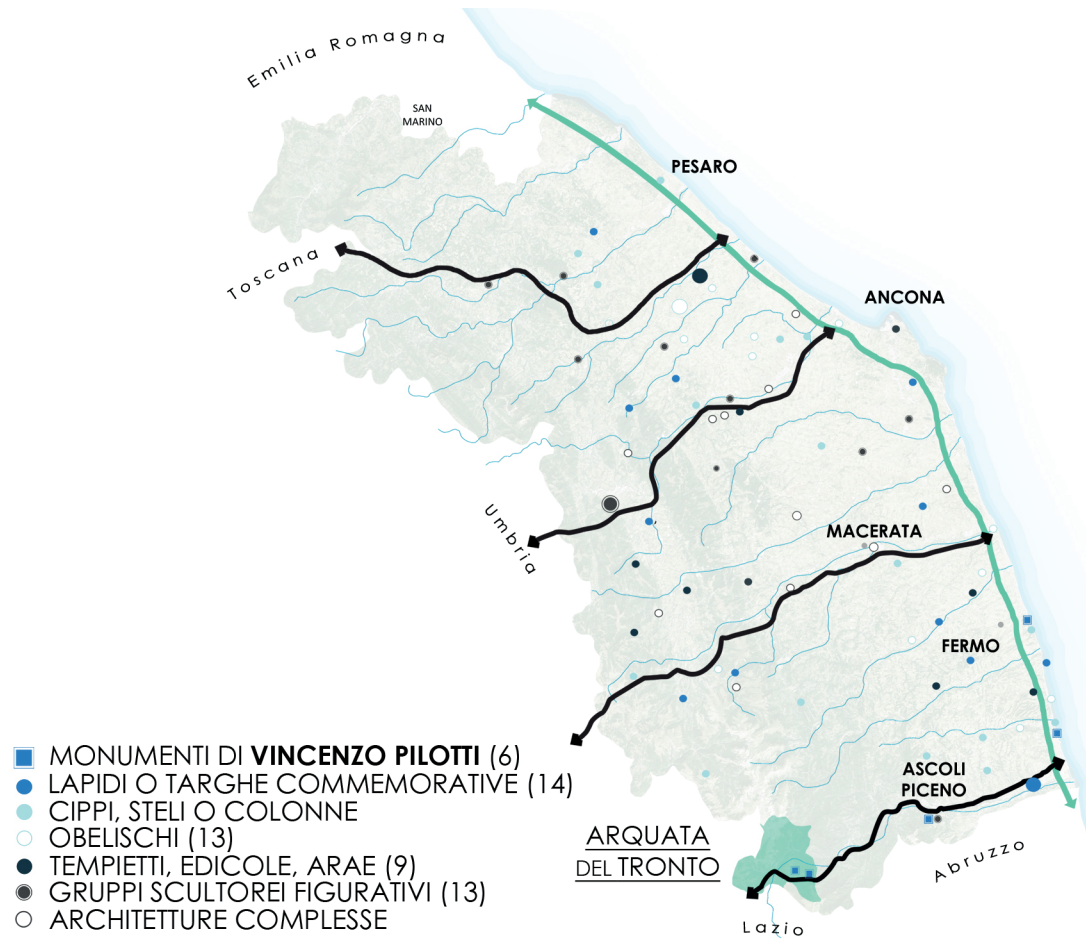 Emilia Romagna
SAN
MARINO
PESARO
Toscana
ANCONA
Umbria
MACERATA
FERMO
ASCOLI
PICENO
ARQUATA
DEL TRONTO
Abruzzo
Lazio
MONUMENTI DI VINCENZO PILOTTI (6)
LAPIDI O TARGHE COMMEMORATIVE (14)
CIPPI, STELI O COLONNE
OBELISCHI (13)
TEMPIETTI, EDICOLE, ARAE (9)
GRUPPI SCULTOREI FIGURATIVI (13)
ARCHITETTURE COMPLESSE